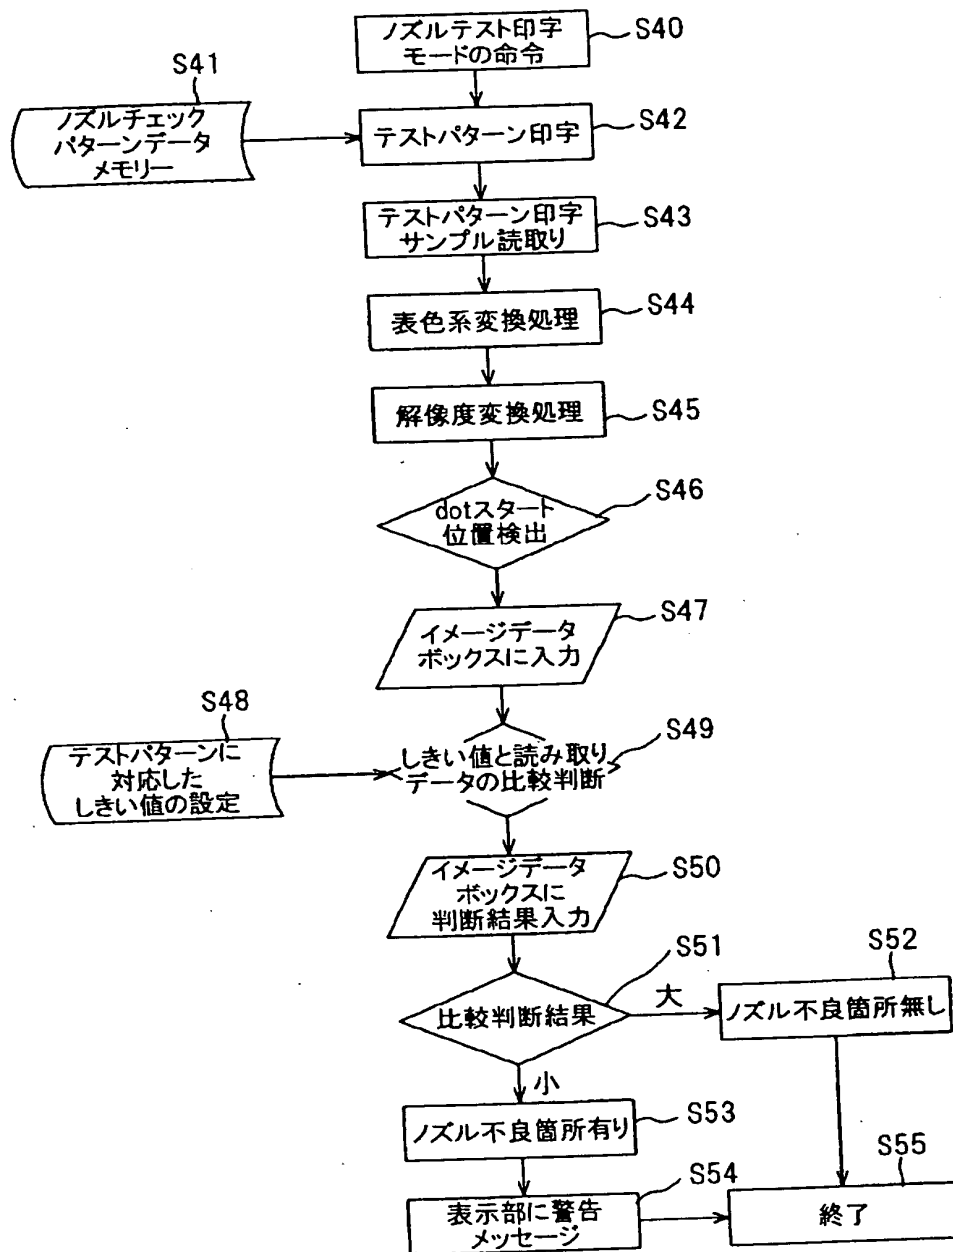 ノズルテスト印字
モードの命令
S40
S41
ノズルチェック
パターンデータ
メモリー
テストパターン印字
S42
テストパターン印字
サンプル読取り
S43
表色系変換処理
S44
解像度変換処理
S45
dotスタート
位置検出
S46
イメージデータ
ボックスに入力
S47
S48
テストパターンに
対応した
しきい値の設定
しきい値と読み取り
データの比較判断
S49
イメージデータ
ボックスに
判断結果入力
S50
比較判断結果
S51
大
S52
ノズル不良箇所無し
小
ノズル不良箇所有り
S53
表示部に警告
メッセージ
S54
S55
終了